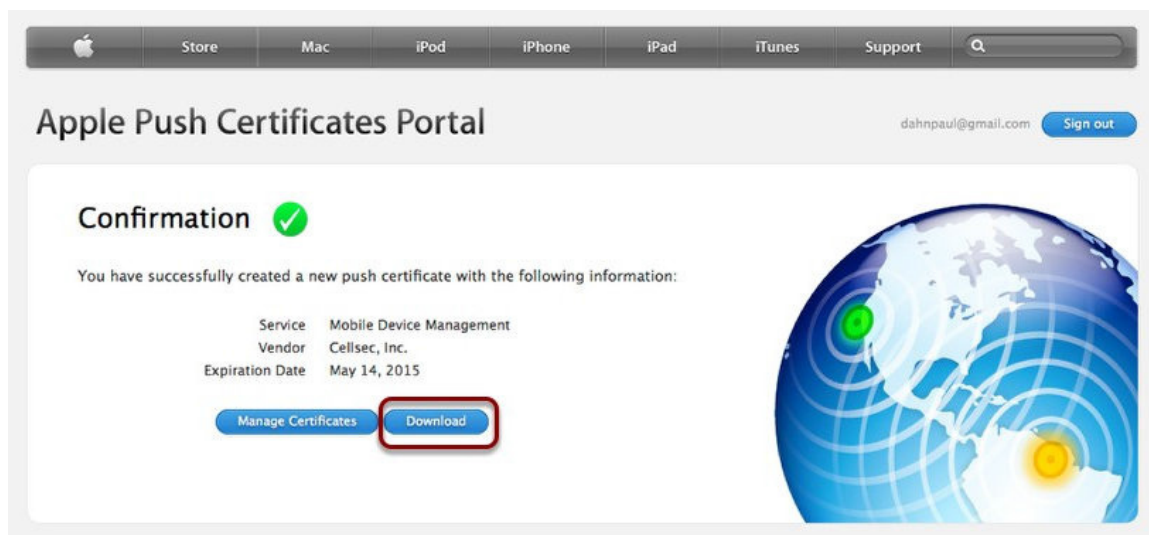 Store Mac iPod iPhone iPad iTunes Support
Apple Push Certificates Portal
dahnpaul@gmail.com Sign out
Confirmation
You have successfully created a new push certificate with the following information:
Service Mobile Device Management
Vendor Cellsec, Inc.
Expiration Date May 14, 2015
Manage Certificates Download